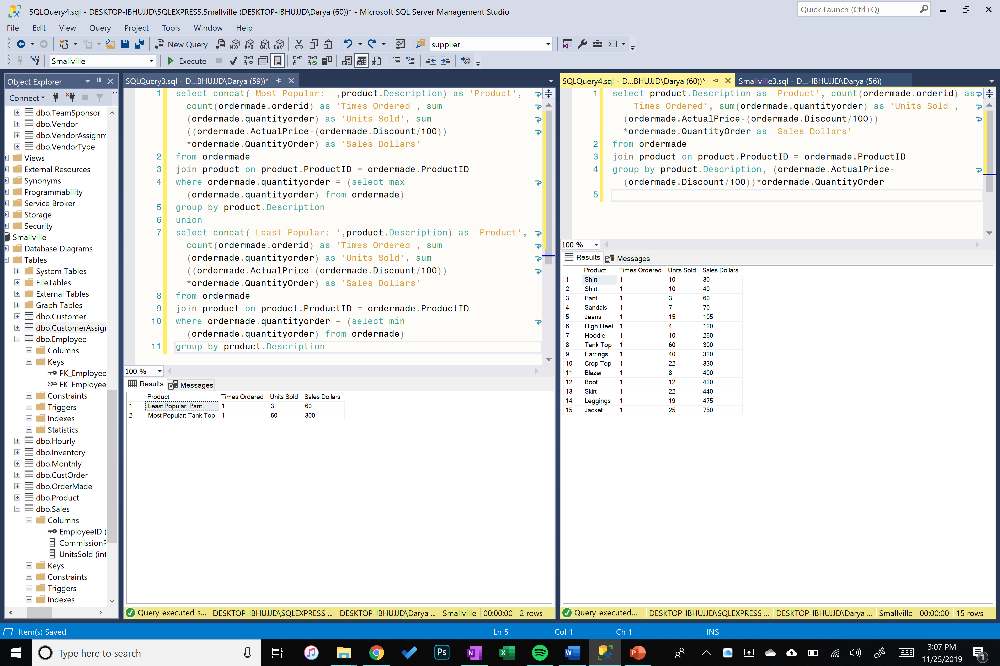 SQLQuery4.sql - DESKTOP-IBHUJJD\SQLEXPRESS.Smallville (DESKTOP-IBHUJJD\Darya (60))* - Microsoft SQL Server Management Studio
Quick Launch (Ctrl+Q)
File Edit View Query Project Tools Window Help
New Query MDX DMX XMLA DAX supplier
Smallville Execute
Object Explorer
Connect
dbo.TeamSponsor
dbo.Vendor
dbo.VendorAssignm
dbo.VendorType
Views
External Resources
Synonyms
Programmability
Service Broker
Storage
Security
Smallville
Database Diagrams
Tables
System Tables
FileTables
External Tables
Graph Tables
dbo.Customer
dbo.CustomerAssigr
dbo.Employee
Columns
Keys
PK_Employee
FK_Employee
Constraints
Triggers
Indexes
Statistics
dbo.Hourly
dbo.Inventory
dbo.Monthly
dbo.CustOrder
dbo.OrderMade
dbo.Product
dbo.Sales
Columns
EmployeeID (
CommissionR
UnitsSold (int
Keys
Constraints
Triggers
Indexes
SQLQuery3.sql - D...BHUJJD\Darya (59))*
1 select concat('Most Popular: ',product.Description) as 'Product',
count(ordermade.orderid) as 'Times Ordered', sum
(ordermade.quantityorder) as 'Units Sold', sum
((ordermade.ActualPrice-(ordermade.Discount/100))
*ordermade.QuantityOrder) as 'Sales Dollars'
2 from ordermade
3 join product on product.ProductID = ordermade.ProductID
4 where ordermade.quantityorder = (select max
(ordermade.quantityorder) from ordermade)
5 group by product.Description
6 union
7 select concat('Least Popular: ',product.Description) as 'Product',
count(ordermade.orderid) as 'Times Ordered', sum
(ordermade.quantityorder) as 'Units Sold', sum
((ordermade.ActualPrice-(ordermade.Discount/100))
*ordermade.QuantityOrder) as 'Sales Dollars'
8 from ordermade
9 join product on product.ProductID = ordermade.ProductID
10 where ordermade.quantityorder = (select min
(ordermade.quantityorder) from ordermade)
11 group by product.Description
100 %
Results Messages
Product Times Ordered Units Sold Sales Dollars
1 Least Popular: Pant 1 3 60
2 Most Popular: Tank Top 1 60 300
Query executed s... DESKTOP-IBHUJJD\SQLEXPRESS ... DESKTOP-IBHUJJD\Darya ... Smallville 00:00:00 2 rows
SQLQuery4.sql - D...BHUJJD\Darya (60))* Smallville3.sql - D...-IBHUJJD\Darya (56))
1 select product.Description as 'Product', count(ordermade.orderid) as
'Times Ordered', sum(ordermade.quantityorder) as 'Units Sold',
(ordermade.ActualPrice-(ordermade.Discount/100))
*ordermade.QuantityOrder as 'Sales Dollars'
2 from ordermade
3 join product on product.ProductID = ordermade.ProductID
4 group by product.Description, (ordermade.ActualPrice-
(ordermade.Discount/100))*ordermade.QuantityOrder
5
100 %
Results Messages
Product Times Ordered Units Sold Sales Dollars
1 Shirt 1 10 30
2 Shirt 1 10 40
3 Pant 1 3 60
4 Sandals 1 7 70
5 Jeans 1 15 105
6 High Heel 1 4 120
7 Hoodie 1 10 250
8 Tank Top 1 60 300
9 Earrings 1 40 320
10 Crop Top 1 22 330
11 Blazer 1 8 400
12 Boot 1 12 420
13 Skirt 1 22 440
14 Leggings 1 19 475
15 Jacket 1 25 750
Query executed... DESKTOP-IBHUJJD\SQLEXPRESS ... DESKTOP-IBHUJJD\Darya ... Smallville 00:00:00 15 rows
Item(s) Saved Ln 5 Col 1 Ch 1 INS
Type here to search
Ps N X W P
3:07 PM
11/25/2019
1